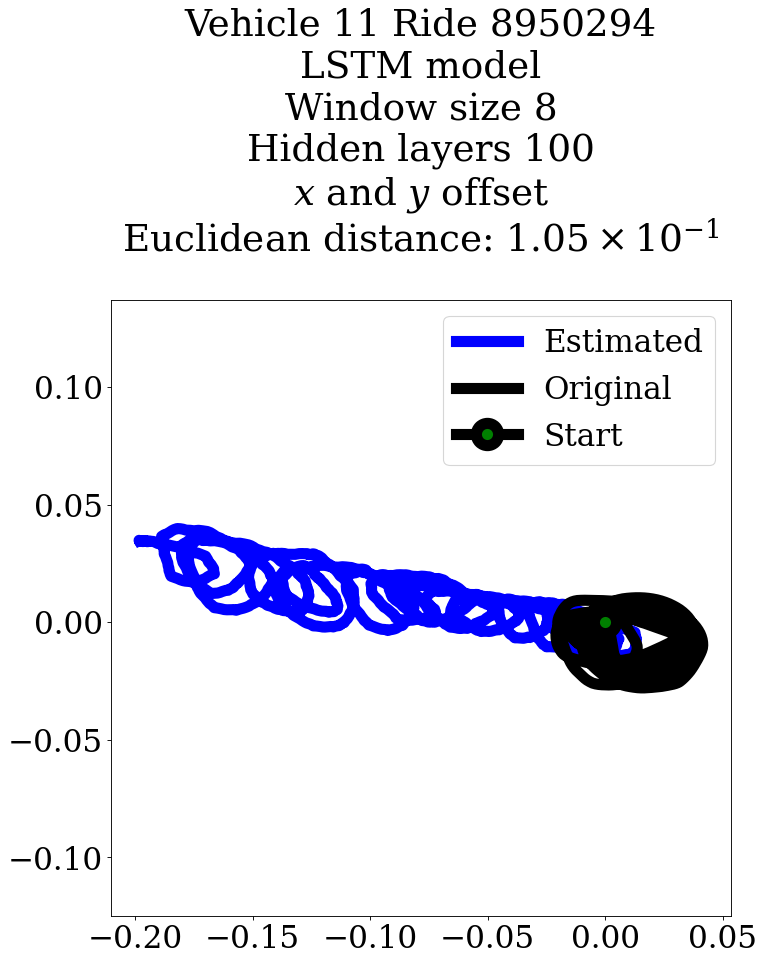 Vehicle 11 Ride 8950294
LSTM model
Window size 8
Hidden layers 100
x and y offset
Euclidean distance: 1.05 × 10⁻¹
Estimated
Original
Start
0.10
0.05
0.00
−0.05
−0.10
−0.20 −0.15 −0.10 −0.05 0.00 0.05